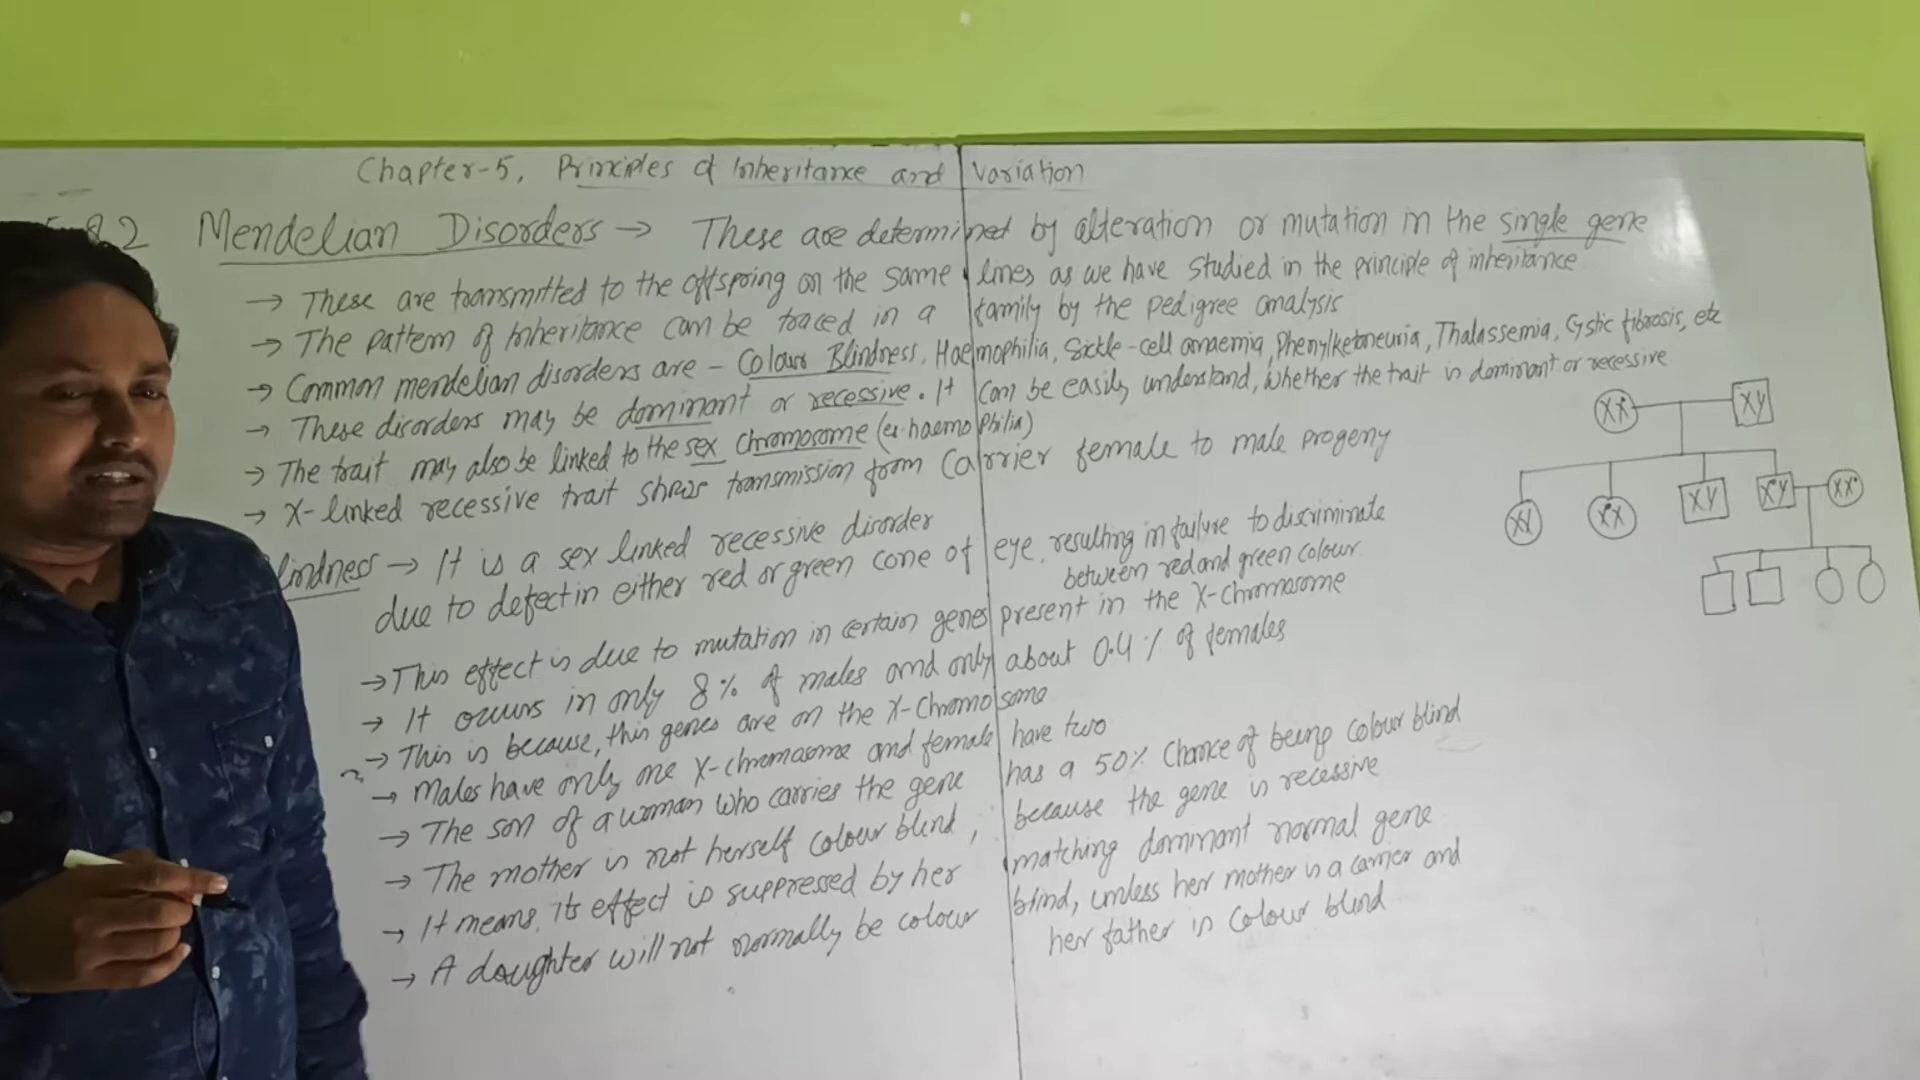 Chapter-5, Principles of Inheritance and Variation
8.2 Mendelian Disorders → These are determined by alteration or mutation in the single gene
→ These are transmitted to the offspring on the same lines as we have studied in the principle of inheritance
→ The pattern of Inheritance can be traced in a family by the pedigree analysis
→ Common mendelian disorders are - Colour Blindness, Haemophilia, Sickle-cell anaemia, Phenylketoneuria, Thalassemia, Cystic fibrosis, etc
→ These disorders may be dominant or recessive. It can be easily understand, whether the trait is dominant or recessive
→ The trait may also be linked to the sex chromosome (ex-haemophilia)
→ X-linked recessive trait shows transmission from Carrier female to male progeny
lindness → It is a sex linked recessive disorder
due to defect in either red or green cone of eye, resulting in failure to discriminate
between red and green colour
→ This effect is due to mutation in certain genes present in the X-chromosome
→ It occurs in only 8% of males and only about 0.4% of females
→ This is because, this genes are on the X-Chromosome
→ Males have only one X-chromosome and female have two
→ The son of a woman who carries the gene has a 50% Chance of being colour blind
→ The mother is not herself colour blind, because the gene is recessive
→ It means, its effect is suppressed by her matching dominant normal gene
→ A daughter will not normally be colour blind, unless her mother is a carrier and
her father is Colour blind
XX° XY
XX X°X XY X°Y XX°